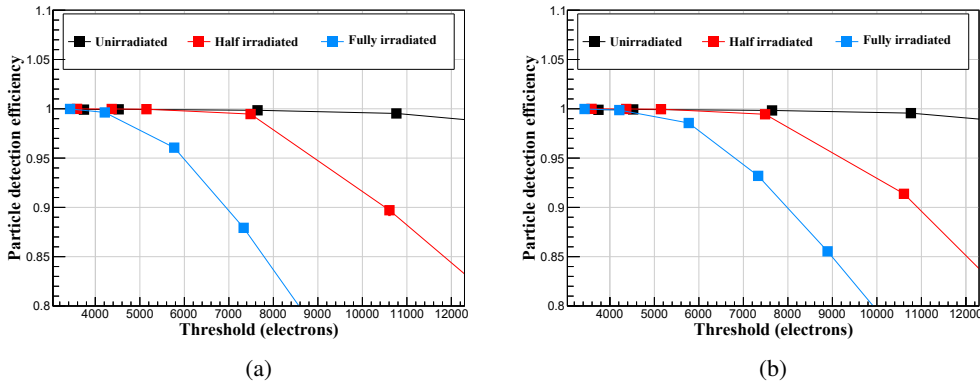 1.1
Unirradiated Half irradiated Fully irradiated
1.05
1
0.95
0.9
0.85
0.8
Particle detection efficiency
4000 5000 6000 7000 8000 9000 10000 11000 12000
Threshold (electrons)
(a)
1.1
Unirradiated Half irradiated Fully irradiated
1.05
1
0.95
0.9
0.85
0.8
Particle detection efficiency
4000 5000 6000 7000 8000 9000 10000 11000 12000
Threshold (electrons)
(b)